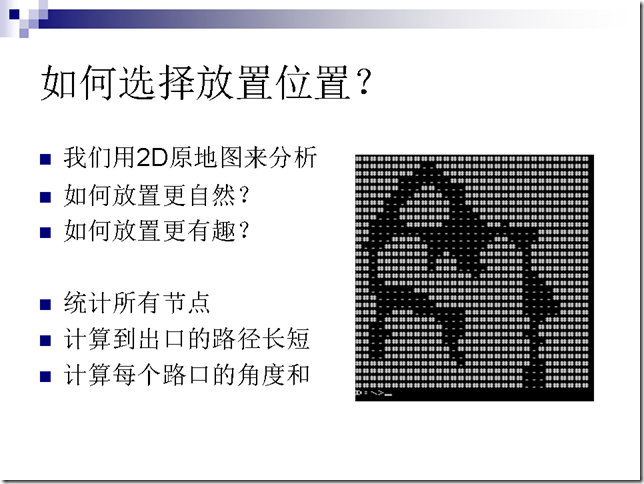 如何选择放置位置？
我们用2D原地图来分析
如何放置更自然？
如何放置更有趣？
统计所有节点
计算到出口的路径长短
计算每个路口的角度和
D:\>_